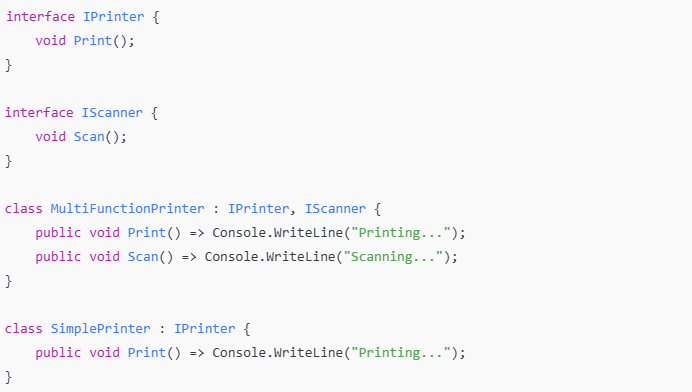 interface IPrinter {
    void Print();
}

interface IScanner {
    void Scan();
}

class MultiFunctionPrinter : IPrinter, IScanner {
    public void Print() => Console.WriteLine("Printing...");
    public void Scan() => Console.WriteLine("Scanning...");
}

class SimplePrinter : IPrinter {
    public void Print() => Console.WriteLine("Printing...");
}